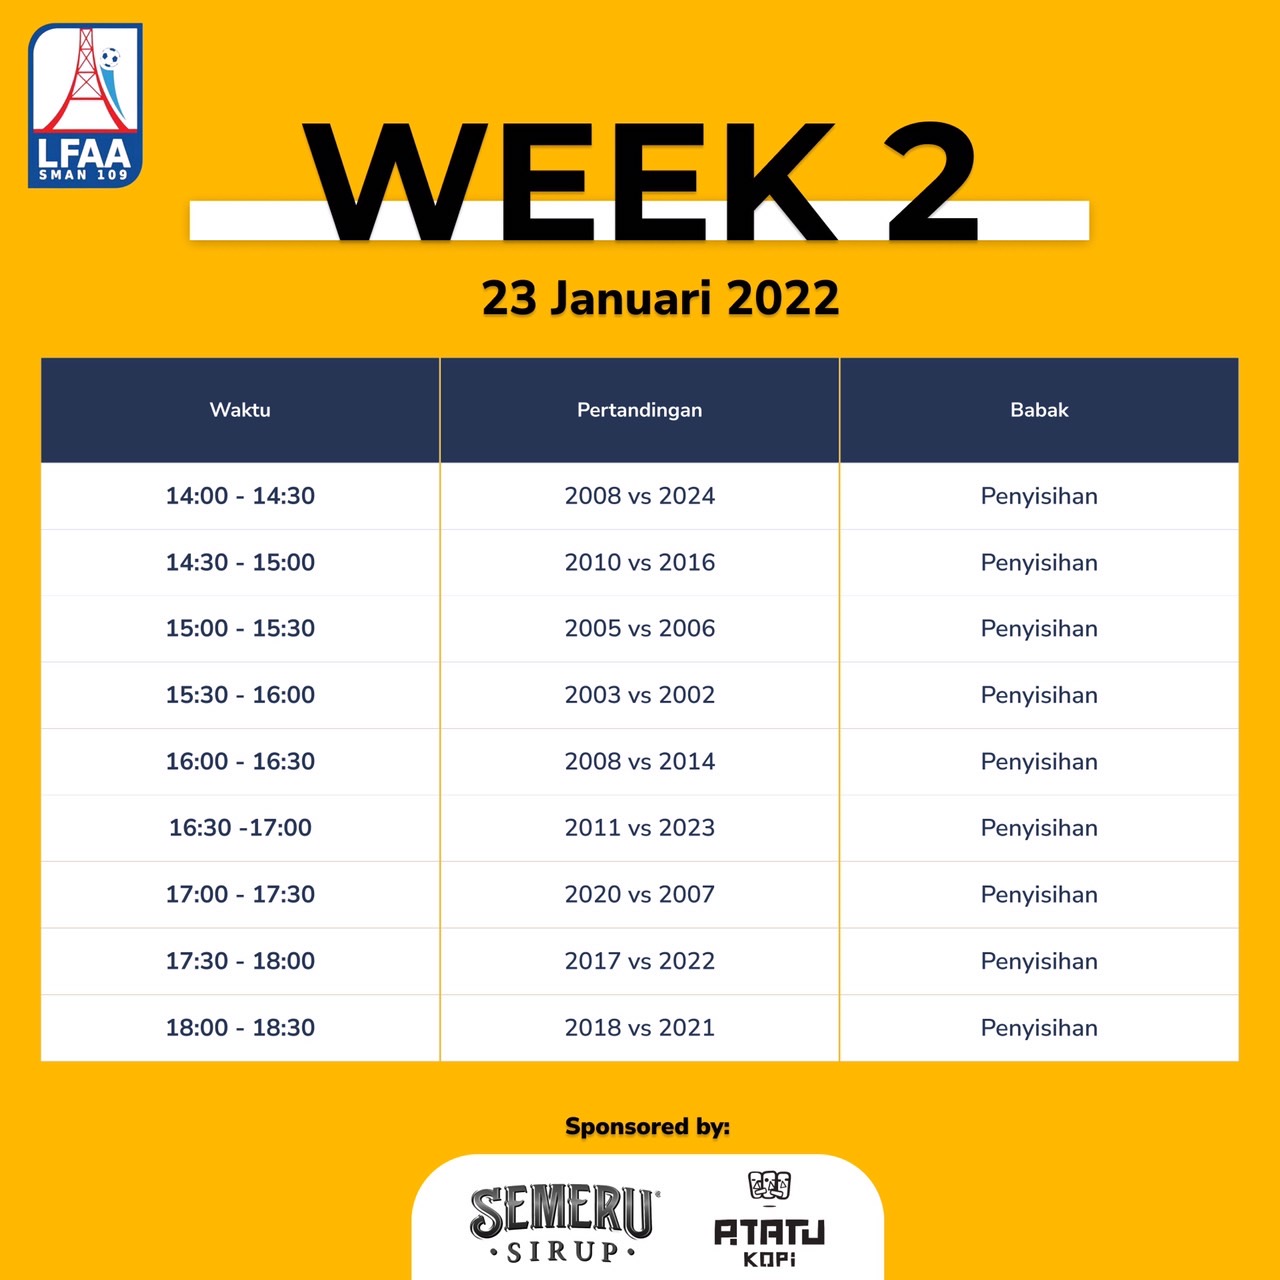 LFAA
SMAN 109
WEEK 2
23 Januari 2022
Waktu Pertandingan Babak
14:00 - 14:30 2008 vs 2024 Penyisihan
14:30 - 15:00 2010 vs 2016 Penyisihan
15:00 - 15:30 2005 vs 2006 Penyisihan
15:30 - 16:00 2003 vs 2002 Penyisihan
16:00 - 16:30 2008 vs 2014 Penyisihan
16:30 -17:00 2011 vs 2023 Penyisihan
17:00 - 17:30 2020 vs 2007 Penyisihan
17:30 - 18:00 2017 vs 2022 Penyisihan
18:00 - 18:30 2018 vs 2021 Penyisihan
Sponsored by:
SEMERU®
• SIRUP •
ATATU
KOPi